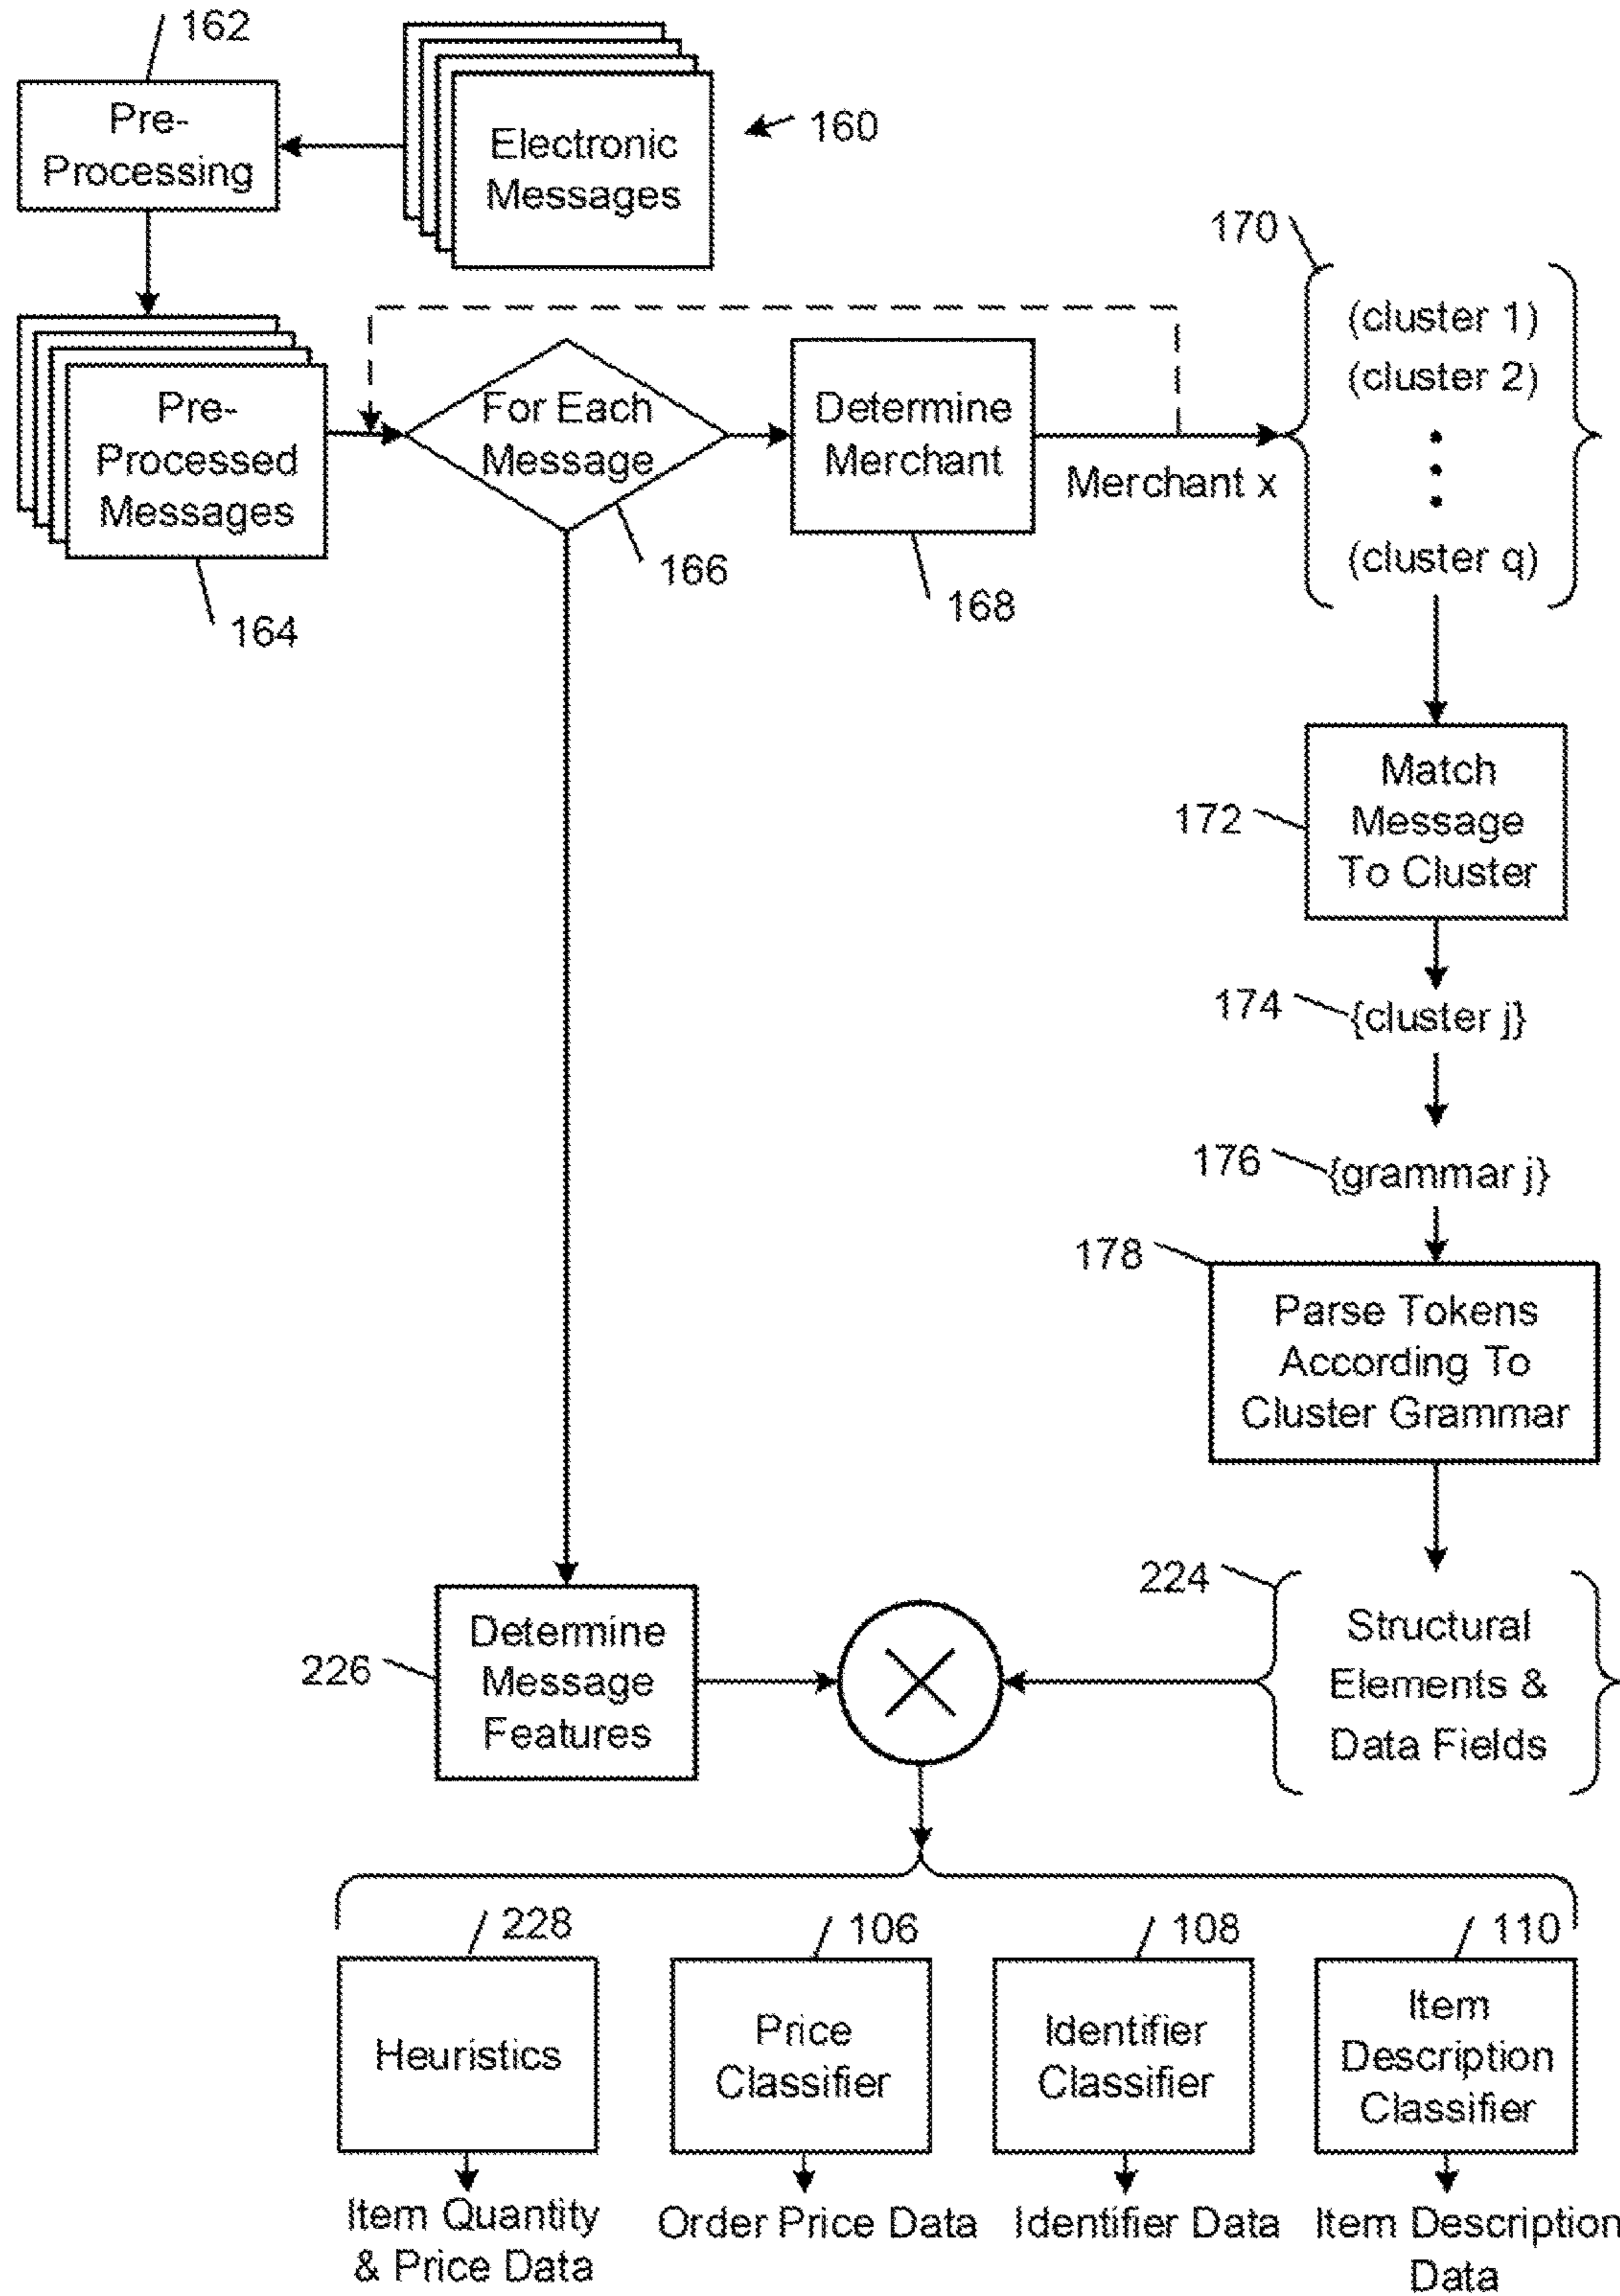 162
Pre-
Processing
Electronic
Messages
160
170
(cluster 1)
(cluster 2)
(cluster q)
Pre-
Processed
Messages
164
For Each
Message
166
Determine
Merchant
168
Merchant x
172
Match
Message
To Cluster
174
{cluster j}
176
{grammar j}
178
Parse Tokens
According To
Cluster Grammar
224
Structural
Elements &
Data Fields
226
Determine
Message
Features
228
Heuristics
Item Quantity
& Price Data
106
Price
Classifier
Order Price Data
108
Identifier
Classifier
Identifier Data
110
Item
Description
Classifier
Item Description
Data